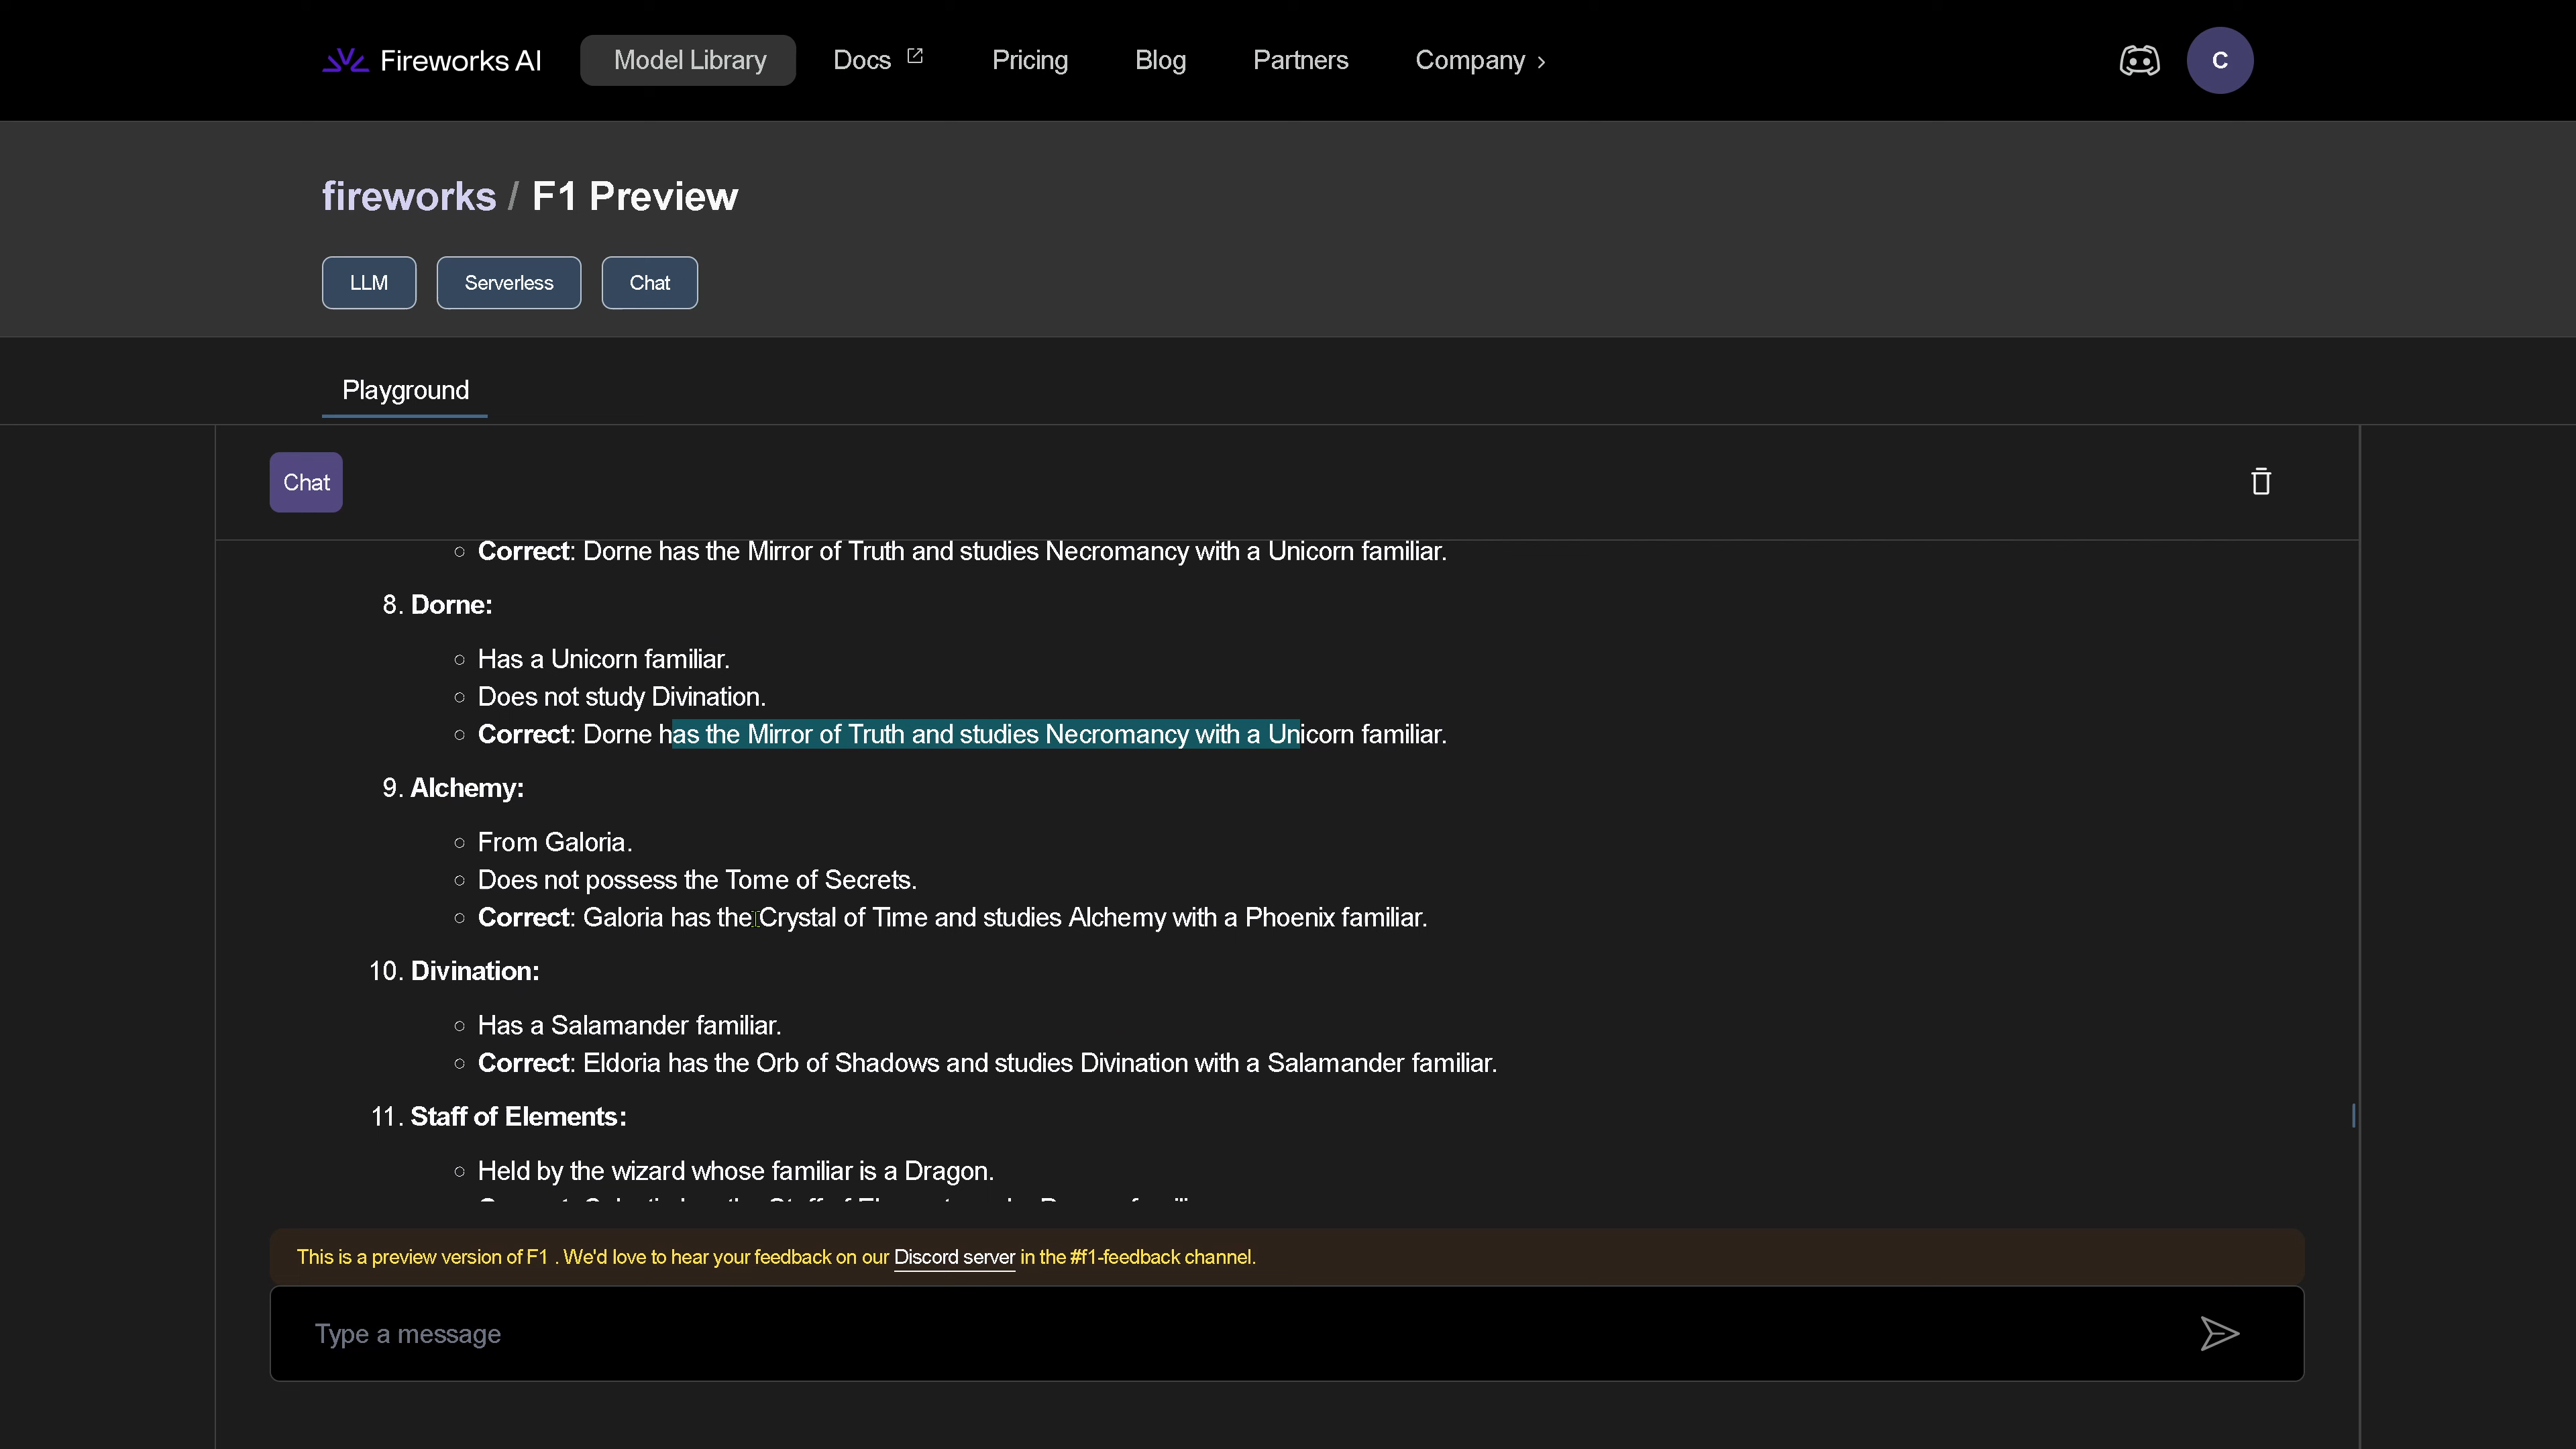 Fireworks AI
Model Library
Docs
Pricing
Blog
Partners
Company
C
fireworks / F1 Preview
LLM
Serverless
Chat
Playground
Chat
Correct: Dorne has the Mirror of Truth and studies Necromancy with a Unicorn familiar.
8. Dorne:
Has a Unicorn familiar.
Does not study Divination.
Correct: Dorne has the Mirror of Truth and studies Necromancy with a Unicorn familiar.
9. Alchemy:
From Galoria.
Does not possess the Tome of Secrets.
Correct: Galoria has the Crystal of Time and studies Alchemy with a Phoenix familiar.
10. Divination:
Has a Salamander familiar.
Correct: Eldoria has the Orb of Shadows and studies Divination with a Salamander familiar.
11. Staff of Elements:
Held by the wizard whose familiar is a Dragon.
This is a preview version of F1 . We'd love to hear your feedback on our Discord server in the #f1-feedback channel.
Type a message